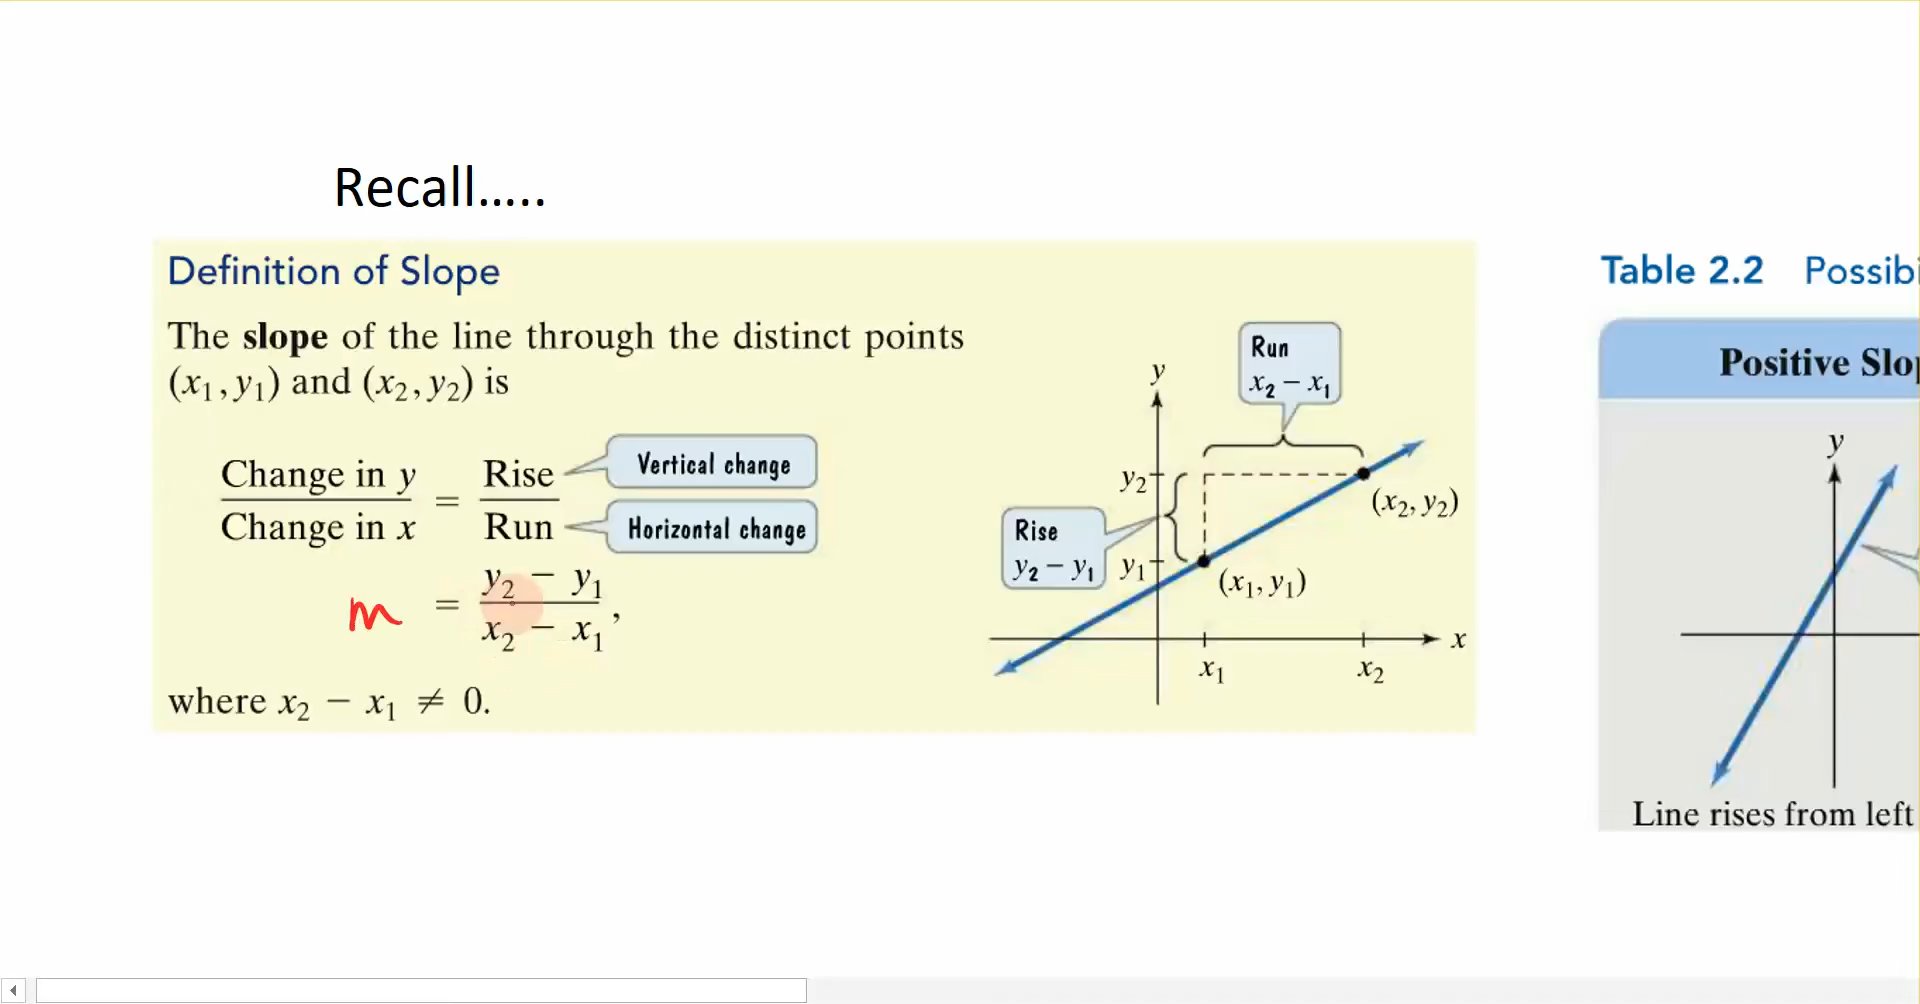 Recall.....
Definition of Slope
The slope of the line through the distinct points
(x₁, y₁) and (x₂, y₂) is
Change in y / Change in x = Rise / Run
Vertical change
Horizontal change
m = y₂ − y₁ / x₂ − x₁,
where x₂ − x₁ ≠ 0.
y
Run
x₂ − x₁
y₂
(x₂, y₂)
Rise
y₂ − y₁
y₁
(x₁, y₁)
x
x₁
x₂
Table 2.2 Possibi
Positive Slop
y
Line rises from left